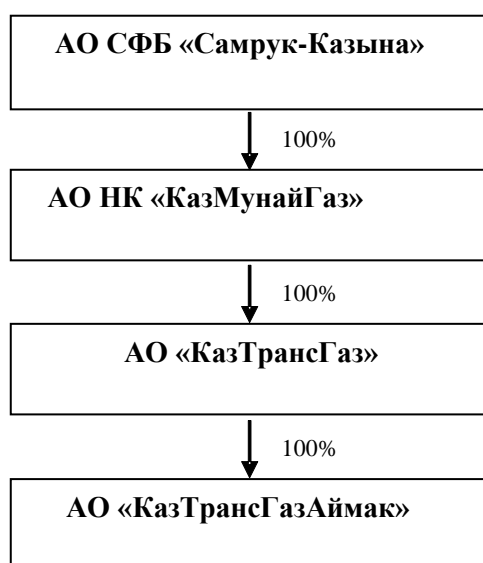 АО СФБ «Самрук-Казына»
100%
АО НК «КазМунайГаз»
100%
АО «КазТрансГаз»
100%
АО «КазТрансГазАймак»